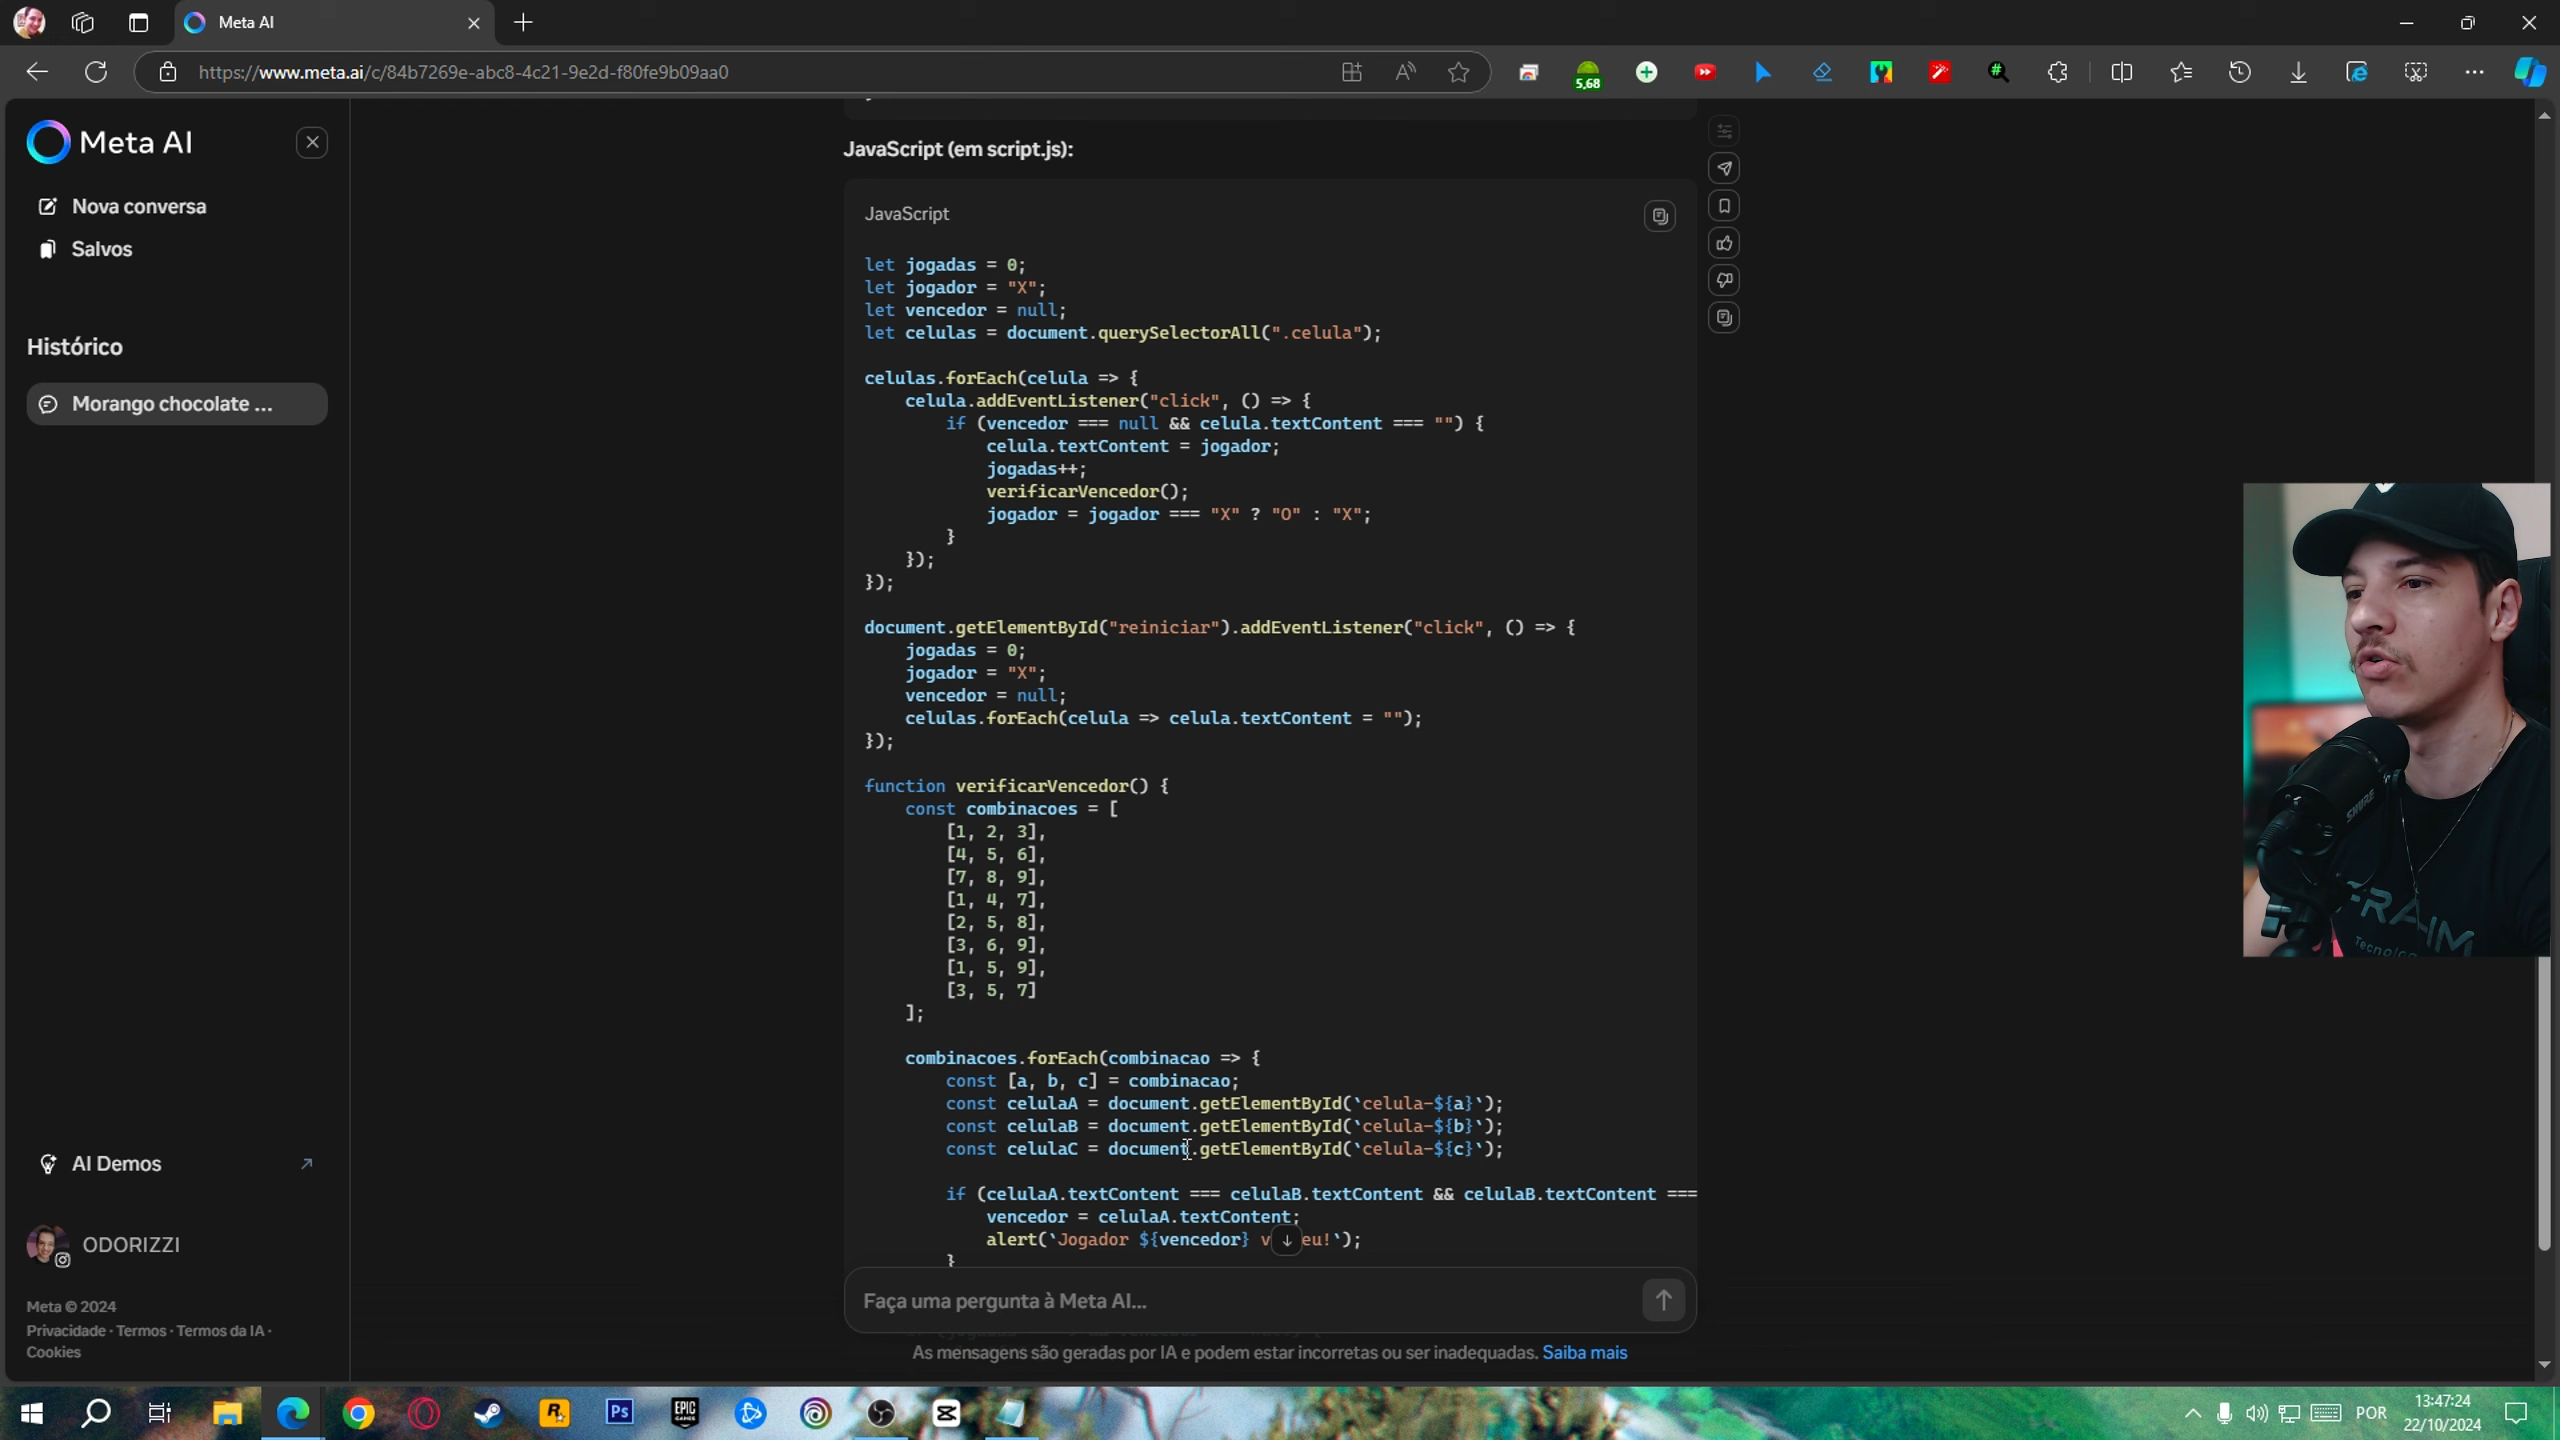 Meta AI
https://www.meta.ai/c/84b7269e-abc8-4c21-9e2d-f80fe9b09aa0
5,68
Meta AI
Nova conversa
Salvos
Histórico
Morango chocolate ...
AI Demos
ODORIZZI
Meta © 2024
Privacidade · Termos · Termos da IA ·
Cookies
JavaScript (em script.js):
JavaScript
let jogadas = 0;
let jogador = "X";
let vencedor = null;
let celulas = document.querySelectorAll(".celula");
celulas.forEach(celula => {
celula.addEventListener("click", () => {
if (vencedor === null && celula.textContent === "") {
celula.textContent = jogador;
jogadas++;
verificarVencedor();
jogador = jogador === "X" ? "O" : "X";
}
});
});
document.getElementById("reiniciar").addEventListener("click", () => {
jogadas = 0;
jogador = "X";
vencedor = null;
celulas.forEach(celula => celula.textContent = "");
});
function verificarVencedor() {
const combinacoes = [
[1, 2, 3],
[4, 5, 6],
[7, 8, 9],
[1, 4, 7],
[2, 5, 8],
[3, 6, 9],
[1, 5, 9],
[3, 5, 7]
];
combinacoes.forEach(combinacao => {
const [a, b, c] = combinacao;
const celulaA = document.getElementById(`celula-${a}`);
const celulaB = document.getElementById(`celula-${b}`);
const celulaC = document.getElementById(`celula-${c}`);
if (celulaA.textContent === celulaB.textContent && celulaB.textContent ===
vencedor = celulaA.textContent;
alert(`Jogador ${vencedor} v eu!`);
}
Faça uma pergunta à Meta AI...
As mensagens são geradas por IA e podem estar incorretas ou ser inadequadas. Saiba mais
SHURE
Ps
EPIC
GAMES
POR
13:47:24
22/10/2024